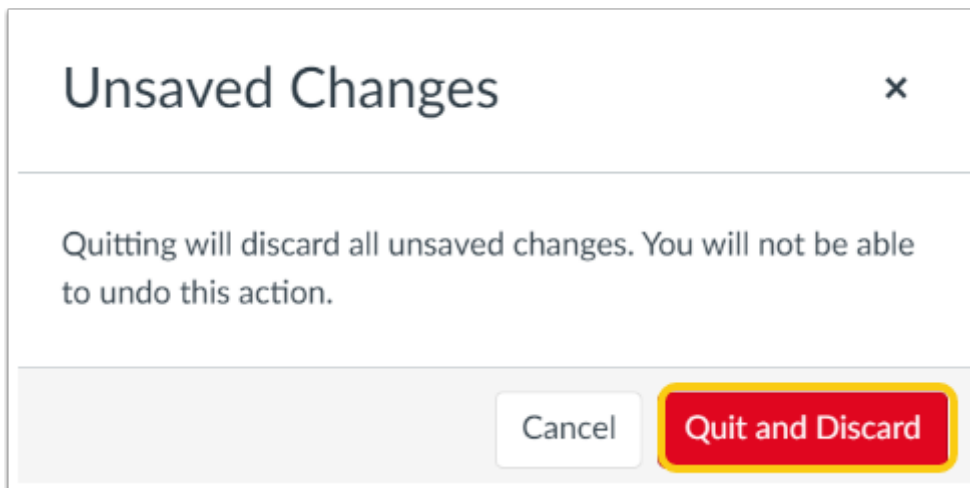 Unsaved Changes
×
Quitting will discard all unsaved changes. You will not be able
to undo this action.
Cancel
Quit and Discard